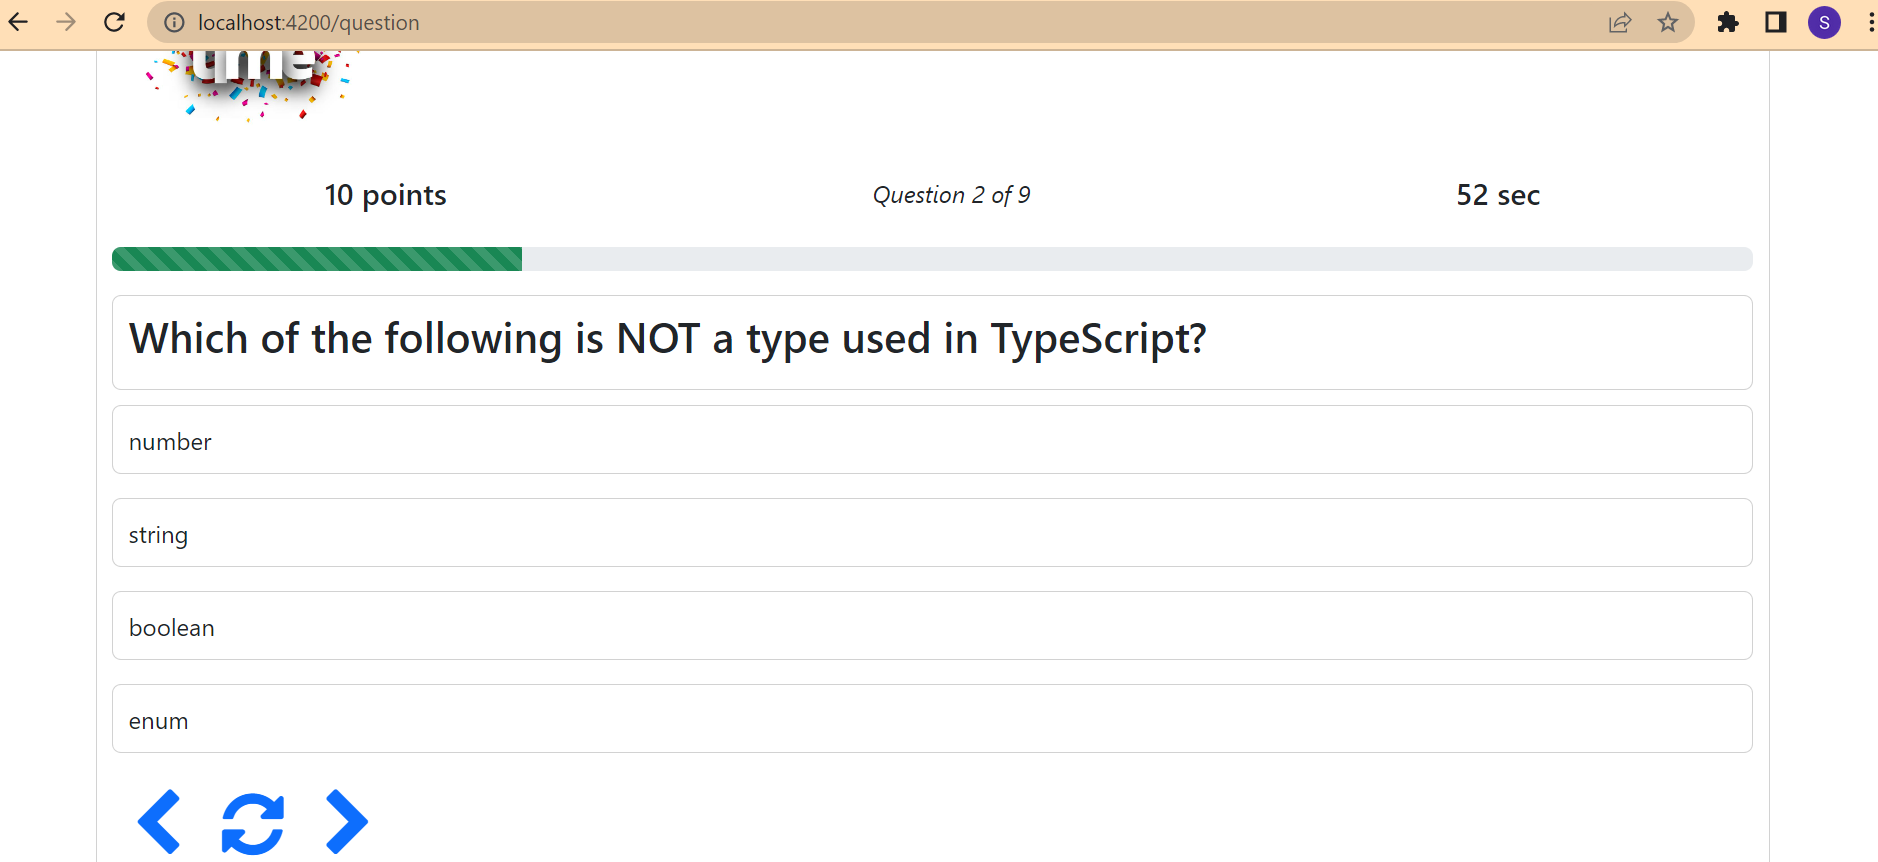 localhost:4200/question
S
time
10 points
Question 2 of 9
52 sec
Which of the following is NOT a type used in TypeScript?
number
string
boolean
enum